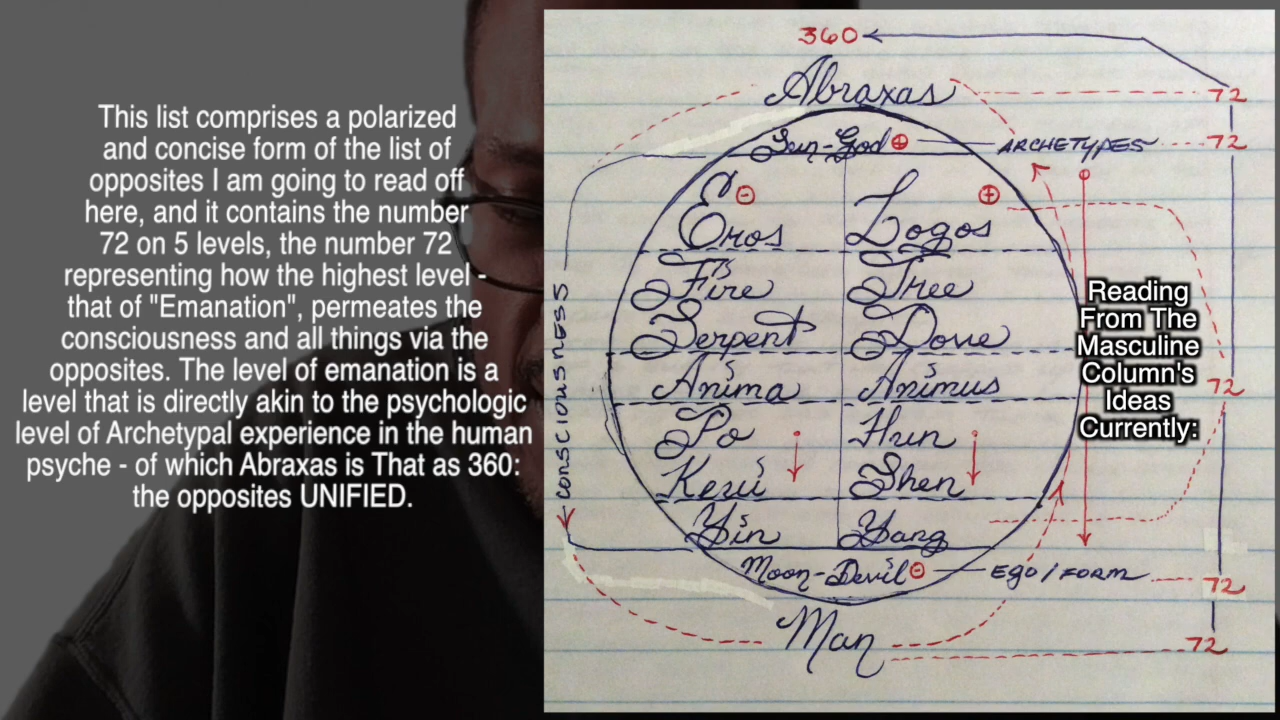 This list comprises a polarized
and concise form of the list of
opposites I am going to read off
here, and it contains the number
72 on 5 levels, the number 72
representing how the highest level -
that of "Emanation", permeates the
consciousness and all things via the
opposites. The level of emanation is a
level that is directly akin to the psychologic
level of Archetypal experience in the human
psyche - of which Abraxas is That as 360:
the opposites UNIFIED.
360
Abraxas 72
Sun-God ⊕ ARCHETYPES 72
Eros ⊖ Logos ⊕
Fire Tree
Serpent Dove
Anima Animus 72
Po Hun
Kewi Shen
Yin Yang
Moon-Devil ⊖ EGO/FORM 72
Man 72
CONSCIOUSNESS
Reading
From The
Masculine
Column's
Ideas
Currently: